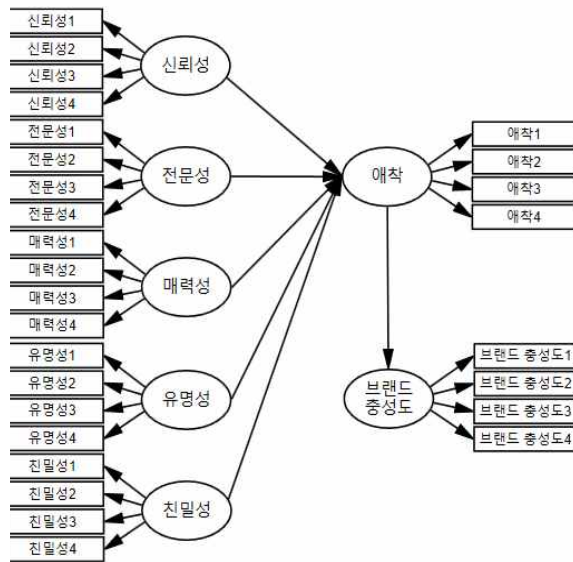 신뢰성1
신뢰성2
신뢰성3
신뢰성4
신뢰성
전문성1
전문성2
전문성3
전문성4
전문성
매력성1
매력성2
매력성3
매력성4
매력성
유명성1
유명성2
유명성3
유명성4
유명성
친밀성1
친밀성2
친밀성3
친밀성4
친밀성
애착
애착1
애착2
애착3
애착4
브랜드
충성도
브랜드 충성도1
브랜드 충성도2
브랜드 충성도3
브랜드 충성도4